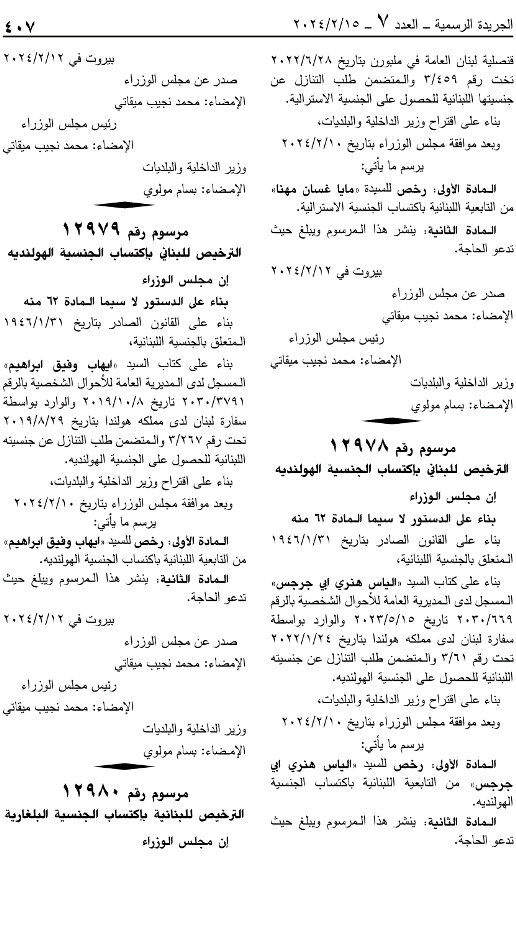 الجريدة الرسمية ــ العدد ٧ ــ ٢٠٢٤/٢/١٥
٤٠٧
قنصلية لبنان العامة في ملبورن بتاريخ ٢٠٢٢/٦/٢٨
تحت رقم ٣/٤٥٩ والمتضمن طلب التنازل عن
جنسيتها اللبنانية للحصول على الجنسية الاسترالية.
بناء على اقتراح وزير الداخلية والبلديات،
وبعد موافقة مجلس الوزراء بتاريخ ٢٠٢٤/٢/١٠
يرسم ما يأتي:
المادة الأولى: رخص للسيدة «مايا غسان مهنا»
من التابعية اللبنانية باكتساب الجنسية الاسترالية.
المادة الثانية: ينشر هذا المرسوم ويبلغ حيث
تدعو الحاجة.
بيروت في ٢٠٢٤/٢/١٢
صدر عن مجلس الوزراء
الإمضاء: محمد نجيب ميقاتي
رئيس مجلس الوزراء
الإمضاء: محمد نجيب ميقاتي
وزير الداخلية والبلديات
الإمضاء: بسام مولوي
مرسوم رقم ١٢٩٧٨
الترخيص للبناني بإكتساب الجنسية الهولنديه
إن مجلس الوزراء
بناء على الدستور لا سيما المادة ٦٢ منه
بناء على القانون الصادر بتاريخ ١٩٤٦/١/٣١
المتعلق بالجنسية اللبنانية،
بناء على كتاب السيد «الياس هنري ابي جرجس»
المسجل لدى المديرية العامة للأحوال الشخصية بالرقم
٢٠٣٠/٦٦٩ تاريخ ٢٠٢٣/٥/١٥ والوارد بواسطة
سفارة لبنان لدى مملكه هولندا بتاريخ ٢٠٢٢/١/٢٤
تحت رقم ٣/٦١ والمتضمن طلب التنازل عن جنسيته
اللبنانية للحصول على الجنسية الهولنديه.
بناء على اقتراح وزير الداخلية والبلديات،
وبعد موافقة مجلس الوزراء بتاريخ ٢٠٢٤/٢/١٠
يرسم ما يأتي:
المادة الأولى: رخص للسيد «الياس هنري ابي
جرجس» من التابعية اللبنانية باكتساب الجنسية
الهولنديه.
المادة الثانية: ينشر هذا المرسوم ويبلغ حيث
تدعو الحاجة.
بيروت في ٢٠٢٤/٢/١٢
صدر عن مجلس الوزراء
الإمضاء: محمد نجيب ميقاتي
رئيس مجلس الوزراء
الإمضاء: محمد نجيب ميقاتي
وزير الداخلية والبلديات
الإمضاء: بسام مولوي
مرسوم رقم ١٢٩٧٩
الترخيص للبناني بإكتساب الجنسية الهولنديه
إن مجلس الوزراء
بناء على الدستور لا سيما المادة ٦٢ منه
بناء على القانون الصادر بتاريخ ١٩٤٦/١/٣١
المتعلق بالجنسية اللبنانية،
بناء على كتاب السيد «ايهاب وفيق ابراهيم»
المسجل لدى المديرية العامة للأحوال الشخصية بالرقم
٢٠٣٠/٣٧٩١ تاريخ ٢٠١٩/١٠/٨ والوارد بواسطة
سفارة لبنان لدى مملكه هولندا بتاريخ ٢٠١٩/٨/٢٩
تحت رقم ٣/٢٦٧ والمتضمن طلب التنازل عن جنسيته
اللبنانية للحصول على الجنسية الهولنديه.
بناء على اقتراح وزير الداخلية والبلديات،
وبعد موافقة مجلس الوزراء بتاريخ ٢٠٢٤/٢/١٠
يرسم ما يأتي:
المادة الأولى: رخص للسيد «ايهاب وفيق ابراهيم»
من التابعية اللبنانية باكتساب الجنسية الهولنديه.
المادة الثانية: ينشر هذا المرسوم ويبلغ حيث
تدعو الحاجة.
بيروت في ٢٠٢٤/٢/١٢
صدر عن مجلس الوزراء
الإمضاء: محمد نجيب ميقاتي
رئيس مجلس الوزراء
الإمضاء: محمد نجيب ميقاتي
وزير الداخلية والبلديات
الإمضاء: بسام مولوي
مرسوم رقم ١٢٩٨٠
الترخيص للبنانية بإكتساب الجنسية البلغارية
إن مجلس الوزراء